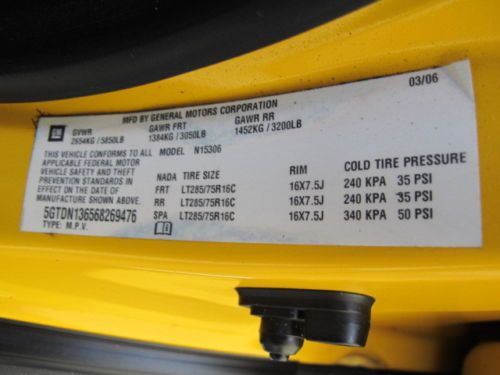 03/06
MFD BY GENERAL MOTORS CORPORATION
GM
GVWR GAWR FRT GAWR RR
2654KG / 5850LB 1384KG / 3050LB 1452KG / 3200LB
THIS VEHICLE CONFORMS TO ALL MODEL N15306
APPLICABLE FEDERAL MOTOR
VEHICLE SAFETY AND THEFT
PREVENTION STANDARDS IN
EFFECT ON THE DATE OF
MANUFACTURE SHOWN ABOVE.
5GTDN136568269476
TYPE: M.P.V.
NADA TIRE SIZE RIM COLD TIRE PRESSURE
FRT LT285/75R16C 16X7.5J 240 KPA 35 PSI
RR LT285/75R16C 16X7.5J 240 KPA 35 PSI
SPA LT285/75R16C 16X7.5J 340 KPA 50 PSI